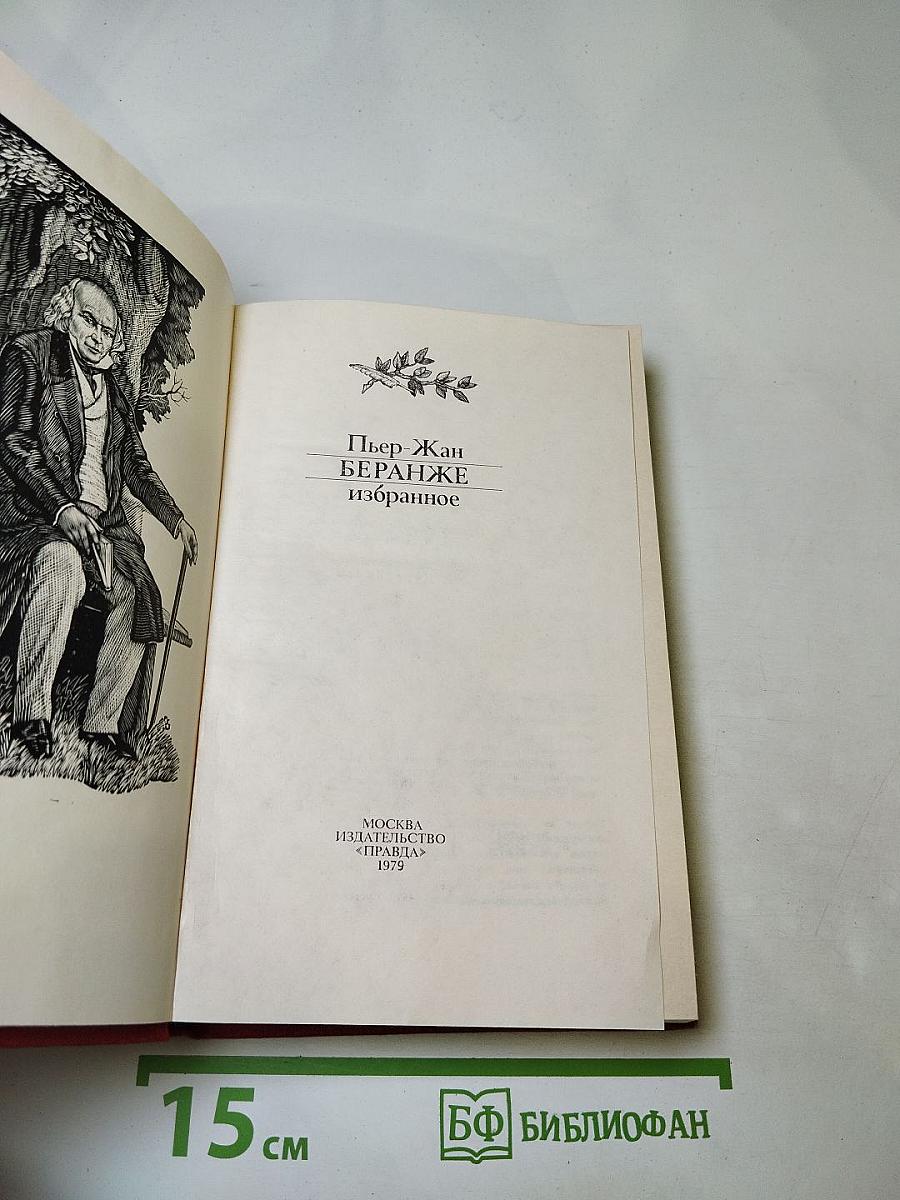 Пьер-Жан
БЕРАНЖЕ
избранное
МОСКВА
ИЗДАТЕЛЬСТВО
«ПРАВДА»
1979
15 см
БФ БИБЛИОФАН